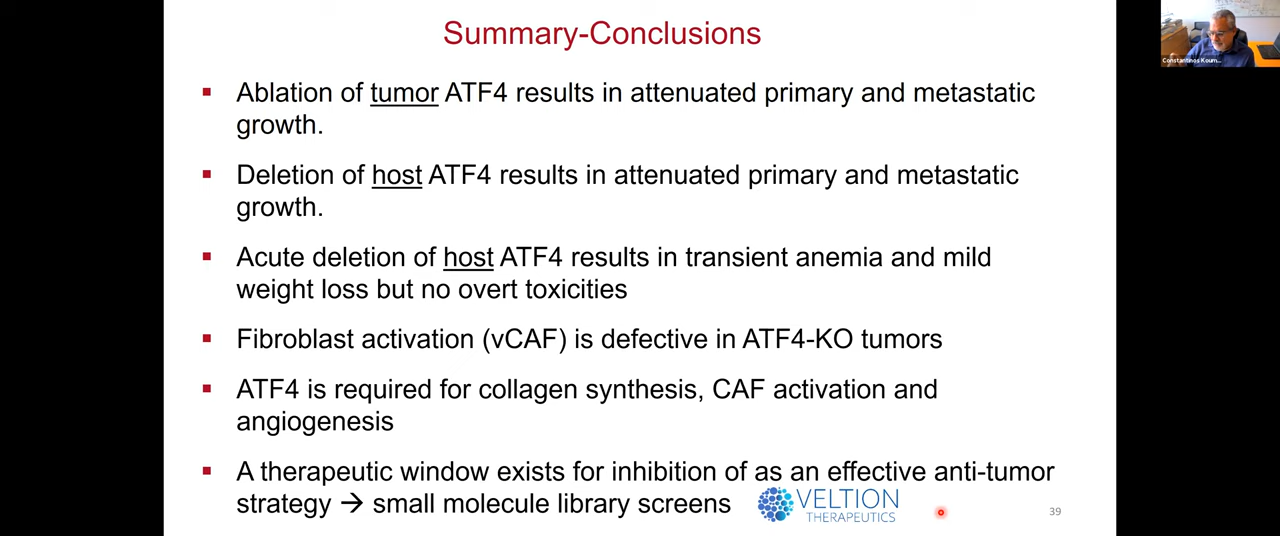 Summary-Conclusions
Constantinos Koum...
▪ Ablation of tumor ATF4 results in attenuated primary and metastatic
growth.
▪ Deletion of host ATF4 results in attenuated primary and metastatic
growth.
▪ Acute deletion of host ATF4 results in transient anemia and mild
weight loss but no overt toxicities
▪ Fibroblast activation (vCAF) is defective in ATF4-KO tumors
▪ ATF4 is required for collagen synthesis, CAF activation and
angiogenesis
▪ A therapeutic window exists for inhibition of as an effective anti-tumor
strategy → small molecule library screens
VELTION
THERAPEUTICS
39